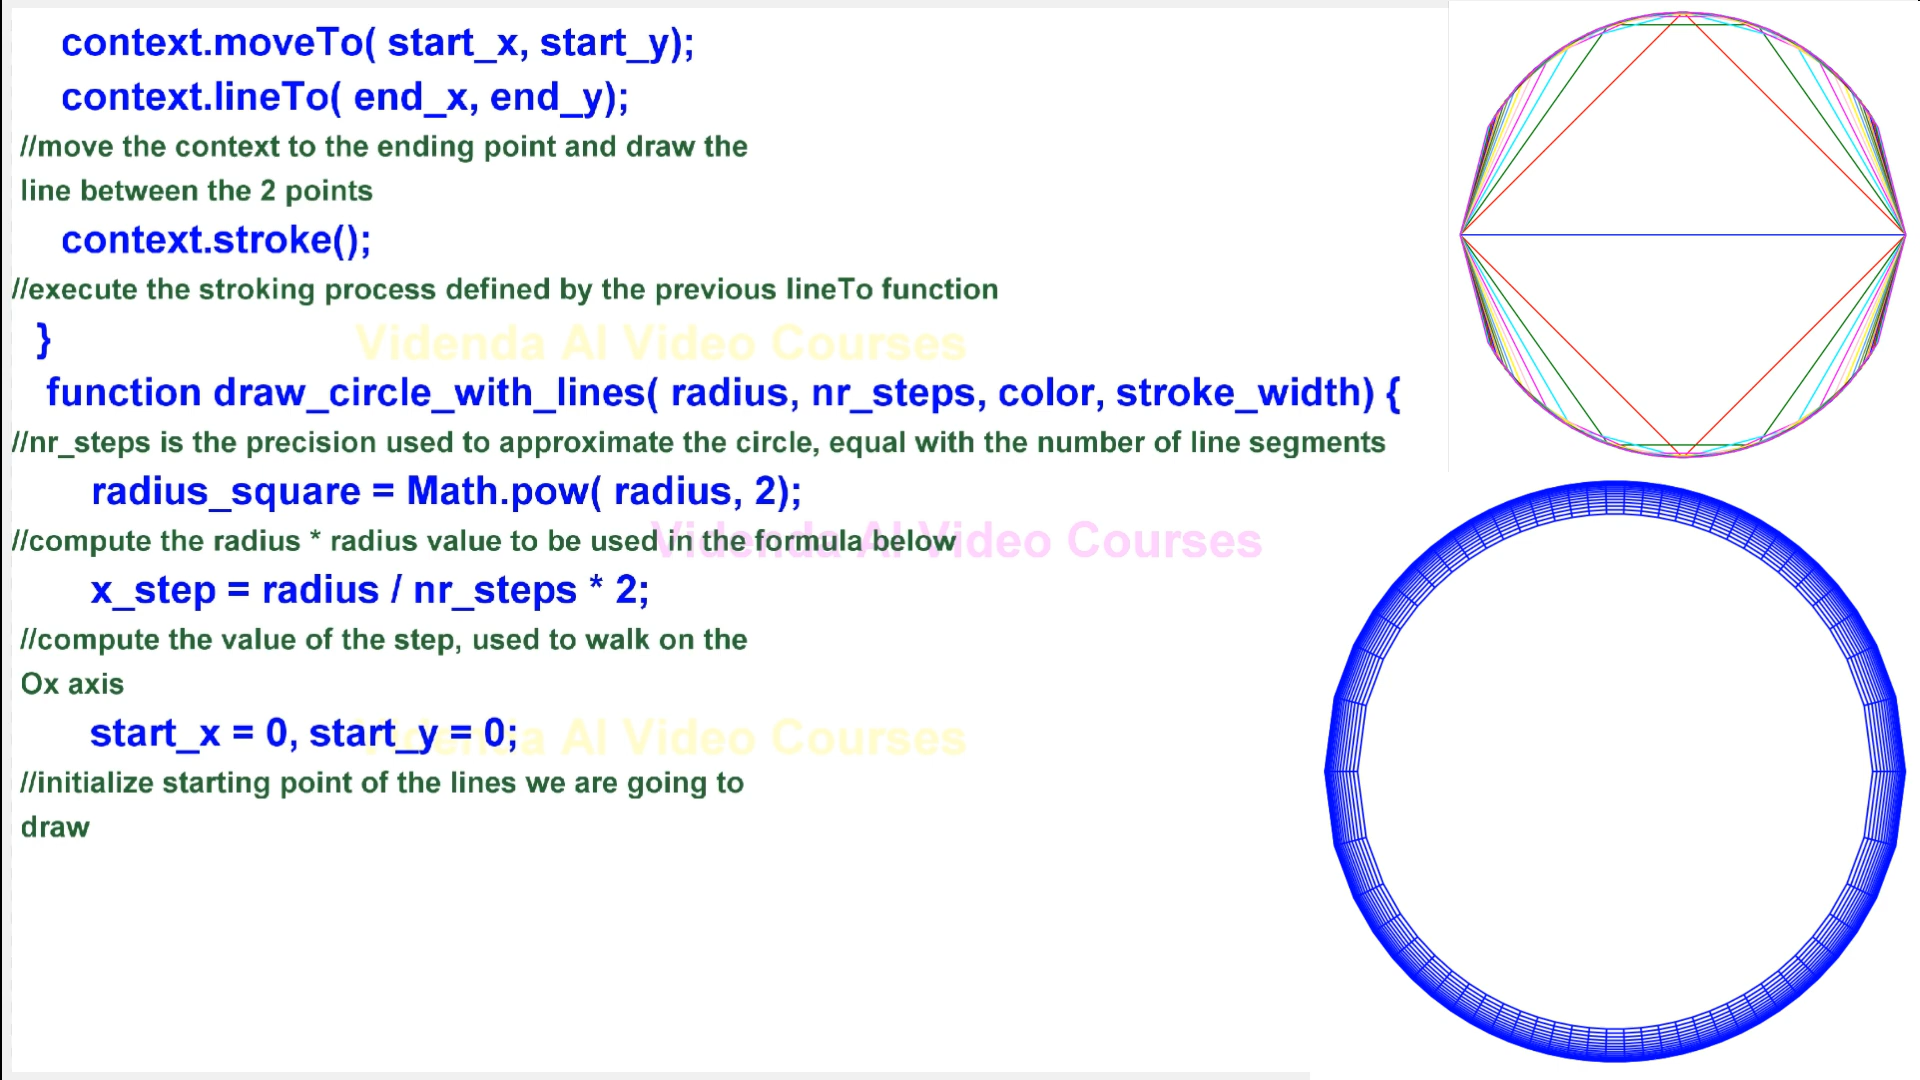 context.moveTo( start_x, start_y);
context.lineTo( end_x, end_y);
//move the context to the ending point and draw the
line between the 2 points
context.stroke();
//execute the stroking process defined by the previous lineTo function
}
Videnda AI Video Courses
function draw_circle_with_lines( radius, nr_steps, color, stroke_width) {
//nr_steps is the precision used to approximate the circle, equal with the number of line segments
radius_square = Math.pow( radius, 2);
//compute the radius * radius value to be used in the formula below
Videnda AI Video Courses
x_step = radius / nr_steps * 2;
//compute the value of the step, used to walk on the
Ox axis
start_x = 0, start_y = 0;
Videnda AI Video Courses
//initialize starting point of the lines we are going to
draw